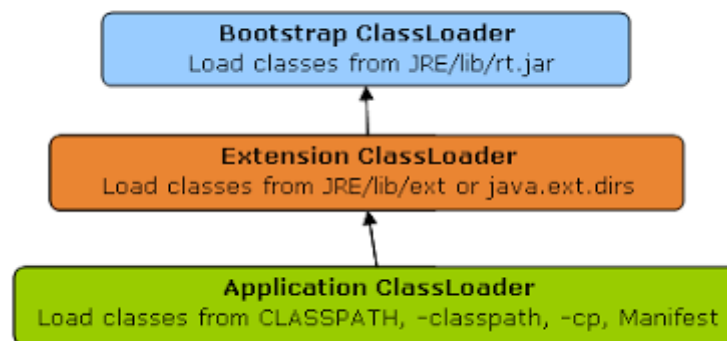 Bootstrap ClassLoader
Load classes from JRE/lib/rt.jar
Extension ClassLoader
Load classes from JRE/lib/ext or java.ext.dirs
Application ClassLoader
Load classes from CLASSPATH, -classpath, -cp, Manifest